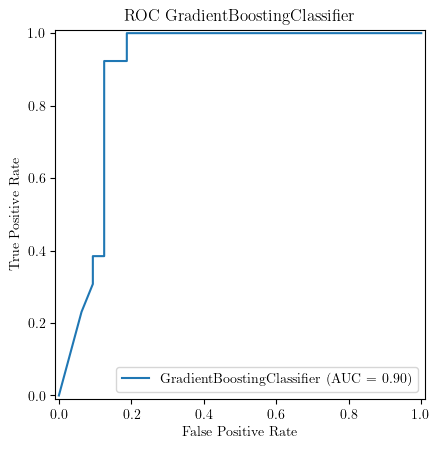 ROC GradientBoostingClassifier
1.0
0.8
0.6
0.4
0.2
0.0
True Positive Rate
GradientBoostingClassifier (AUC = 0.90)
0.0 0.2 0.4 0.6 0.8 1.0
False Positive Rate